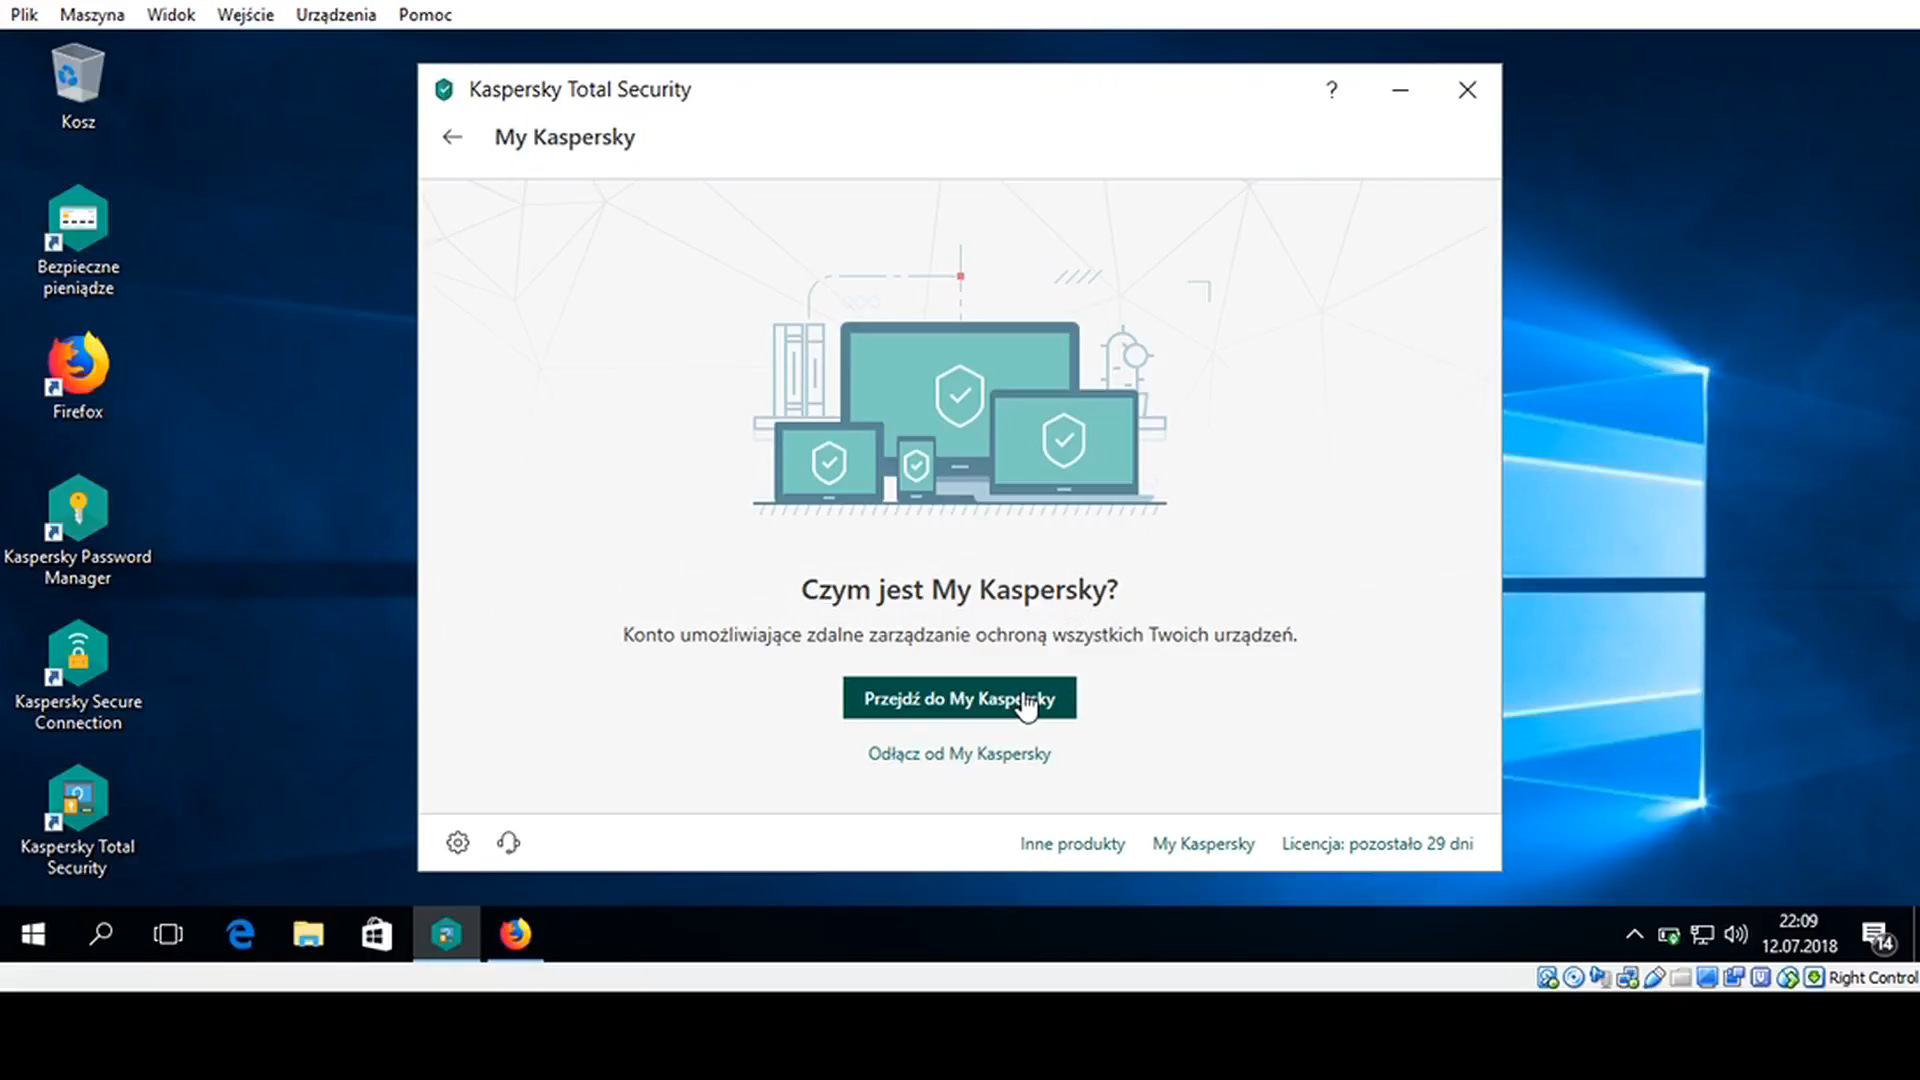 Plik Maszyna Widok Wejście Urządzenia Pomoc
Kosz
Bezpieczne
pieniądze
Firefox
Kaspersky Password
Manager
Kaspersky Secure
Connection
Kaspersky Total
Security
Kaspersky Total Security
?
My Kaspersky
Czym jest My Kaspersky?
Konto umożliwiające zdalne zarządzanie ochroną wszystkich Twoich urządzeń.
Przejdź do My Kaspersky
Odłącz od My Kaspersky
Inne produkty My Kaspersky Licencja: pozostało 29 dni
22:09
12.07.2018
14
Right Control